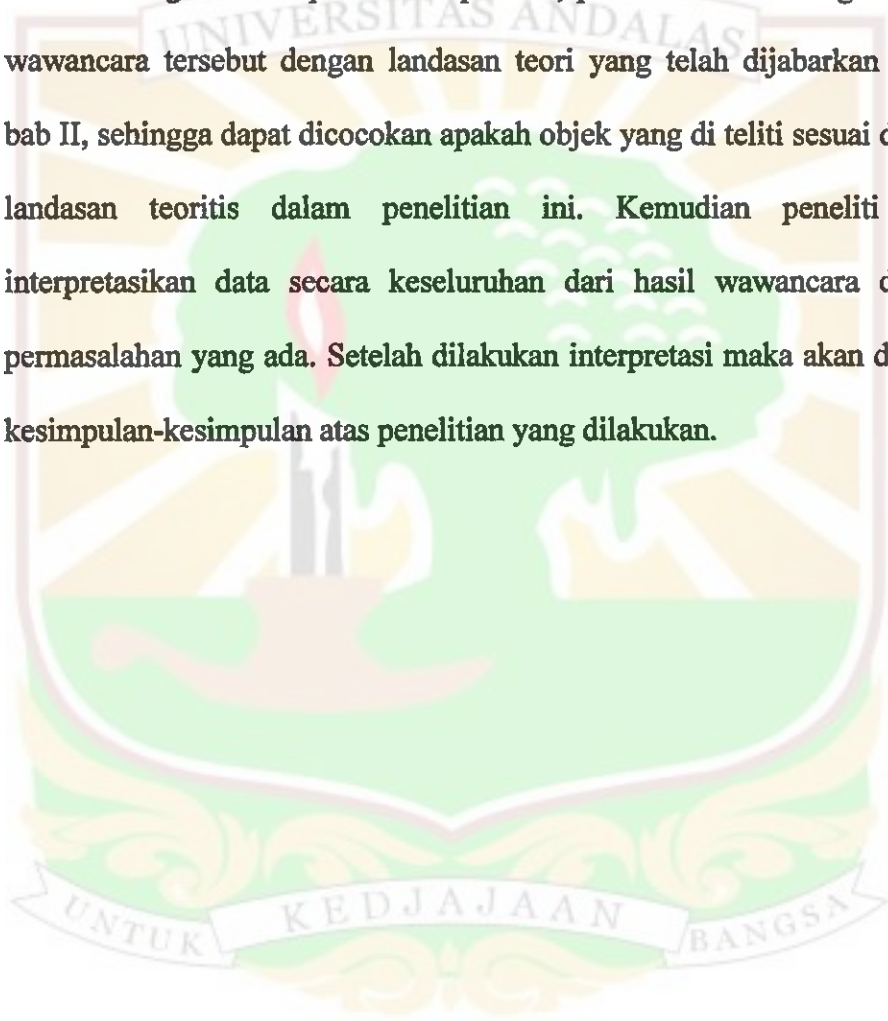 UNIVERSITAS ANDALAS
wawancara tersebut dengan landasan teori yang telah dijabarkan
bab II, sehingga dapat dicocokan apakah objek yang di teliti sesuai
landasan teoritis dalam penelitian ini. Kemudian peneliti
interpretasikan data secara keseluruhan dari hasil wawancara
permasalahan yang ada. Setelah dilakukan interpretasi maka akan
kesimpulan-kesimpulan atas penelitian yang dilakukan.
UNTUK KEDJAJAAN BANGSA